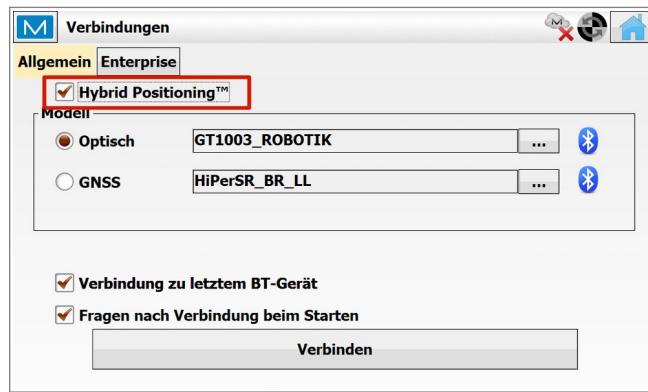 Verbindungen
Allgemein Enterprise
Hybrid Positioning™
Modell
Optisch GT1003_ROBOTIK ...
GNSS HiPerSR_BR_LL ...
Verbindung zu letztem BT-Gerät
Fragen nach Verbindung beim Starten
Verbinden